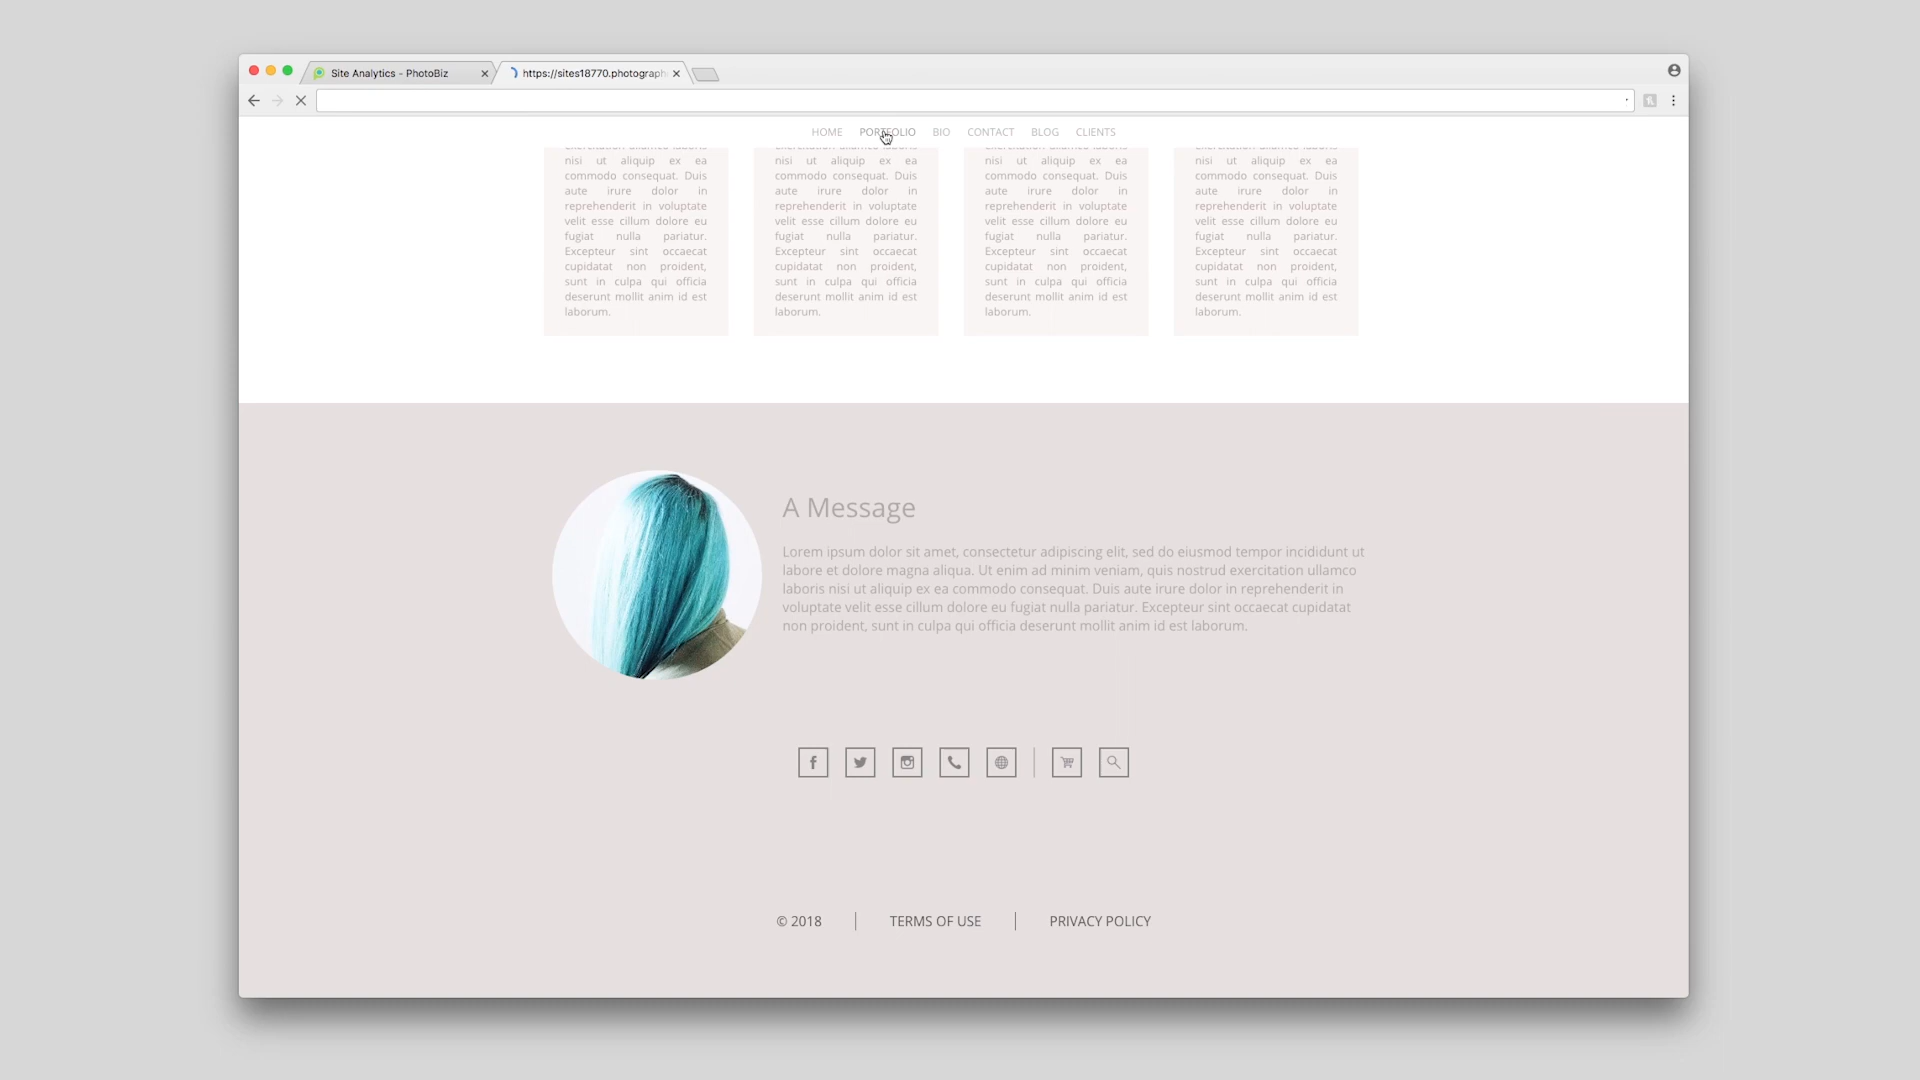 Site Analytics - PhotoBiz
https://sites18770.photograph
HOME PORTFOLIO BIO CONTACT BLOG CLIENTS
nisi ut aliquip ex ea
commodo consequat. Duis
aute irure dolor in
reprehenderit in voluptate
velit esse cillum dolore eu
fugiat nulla pariatur.
Excepteur sint occaecat
cupidatat non proident,
sunt in culpa qui officia
deserunt mollit anim id est
laborum.
nisi ut aliquip ex ea
commodo consequat. Duis
aute irure dolor in
reprehenderit in voluptate
velit esse cillum dolore eu
fugiat nulla pariatur.
Excepteur sint occaecat
cupidatat non proident,
sunt in culpa qui officia
deserunt mollit anim id est
laborum.
nisi ut aliquip ex ea
commodo consequat. Duis
aute irure dolor in
reprehenderit in voluptate
velit esse cillum dolore eu
fugiat nulla pariatur.
Excepteur sint occaecat
cupidatat non proident,
sunt in culpa qui officia
deserunt mollit anim id est
laborum.
nisi ut aliquip ex ea
commodo consequat. Duis
aute irure dolor in
reprehenderit in voluptate
velit esse cillum dolore eu
fugiat nulla pariatur.
Excepteur sint occaecat
cupidatat non proident,
sunt in culpa qui officia
deserunt mollit anim id est
laborum.
A Message
Lorem ipsum dolor sit amet, consectetur adipiscing elit, sed do eiusmod tempor incididunt ut
labore et dolore magna aliqua. Ut enim ad minim veniam, quis nostrud exercitation ullamco
laboris nisi ut aliquip ex ea commodo consequat. Duis aute irure dolor in reprehenderit in
voluptate velit esse cillum dolore eu fugiat nulla pariatur. Excepteur sint occaecat cupidatat
non proident, sunt in culpa qui officia deserunt mollit anim id est laborum.
© 2018 | TERMS OF USE | PRIVACY POLICY